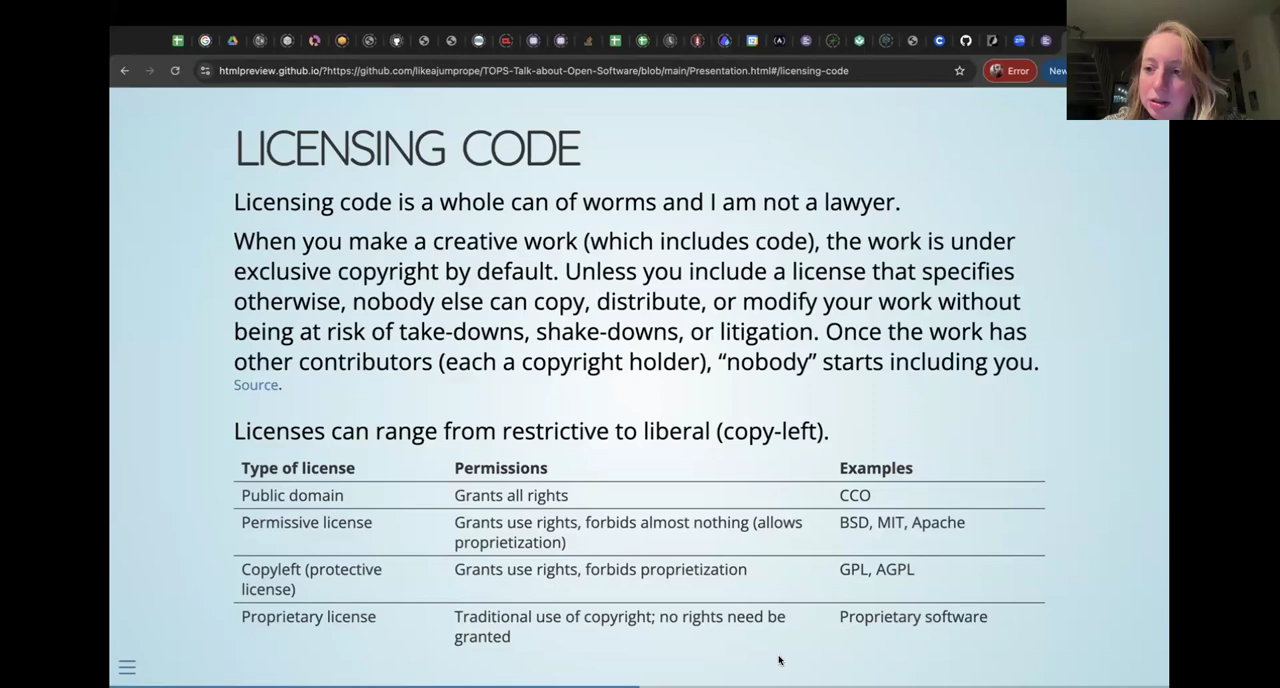 htmlpreview.github.io/?https://github.com/likeajumprope/TOPS-Talk-about-Open-Software/blob/main/Presentation.html#/licensing-code
Error
New
LICENSING CODE
Licensing code is a whole can of worms and I am not a lawyer.
When you make a creative work (which includes code), the work is under
exclusive copyright by default. Unless you include a license that specifies
otherwise, nobody else can copy, distribute, or modify your work without
being at risk of take-downs, shake-downs, or litigation. Once the work has
other contributors (each a copyright holder), “nobody” starts including you.
Source.
Licenses can range from restrictive to liberal (copy-left).
Type of license Permissions Examples
Public domain Grants all rights CCO
Permissive license Grants use rights, forbids almost nothing (allows BSD, MIT, Apache
proprietization)
Copyleft (protective Grants use rights, forbids proprietization GPL, AGPL
license)
Proprietary license Traditional use of copyright; no rights need be Proprietary software
granted